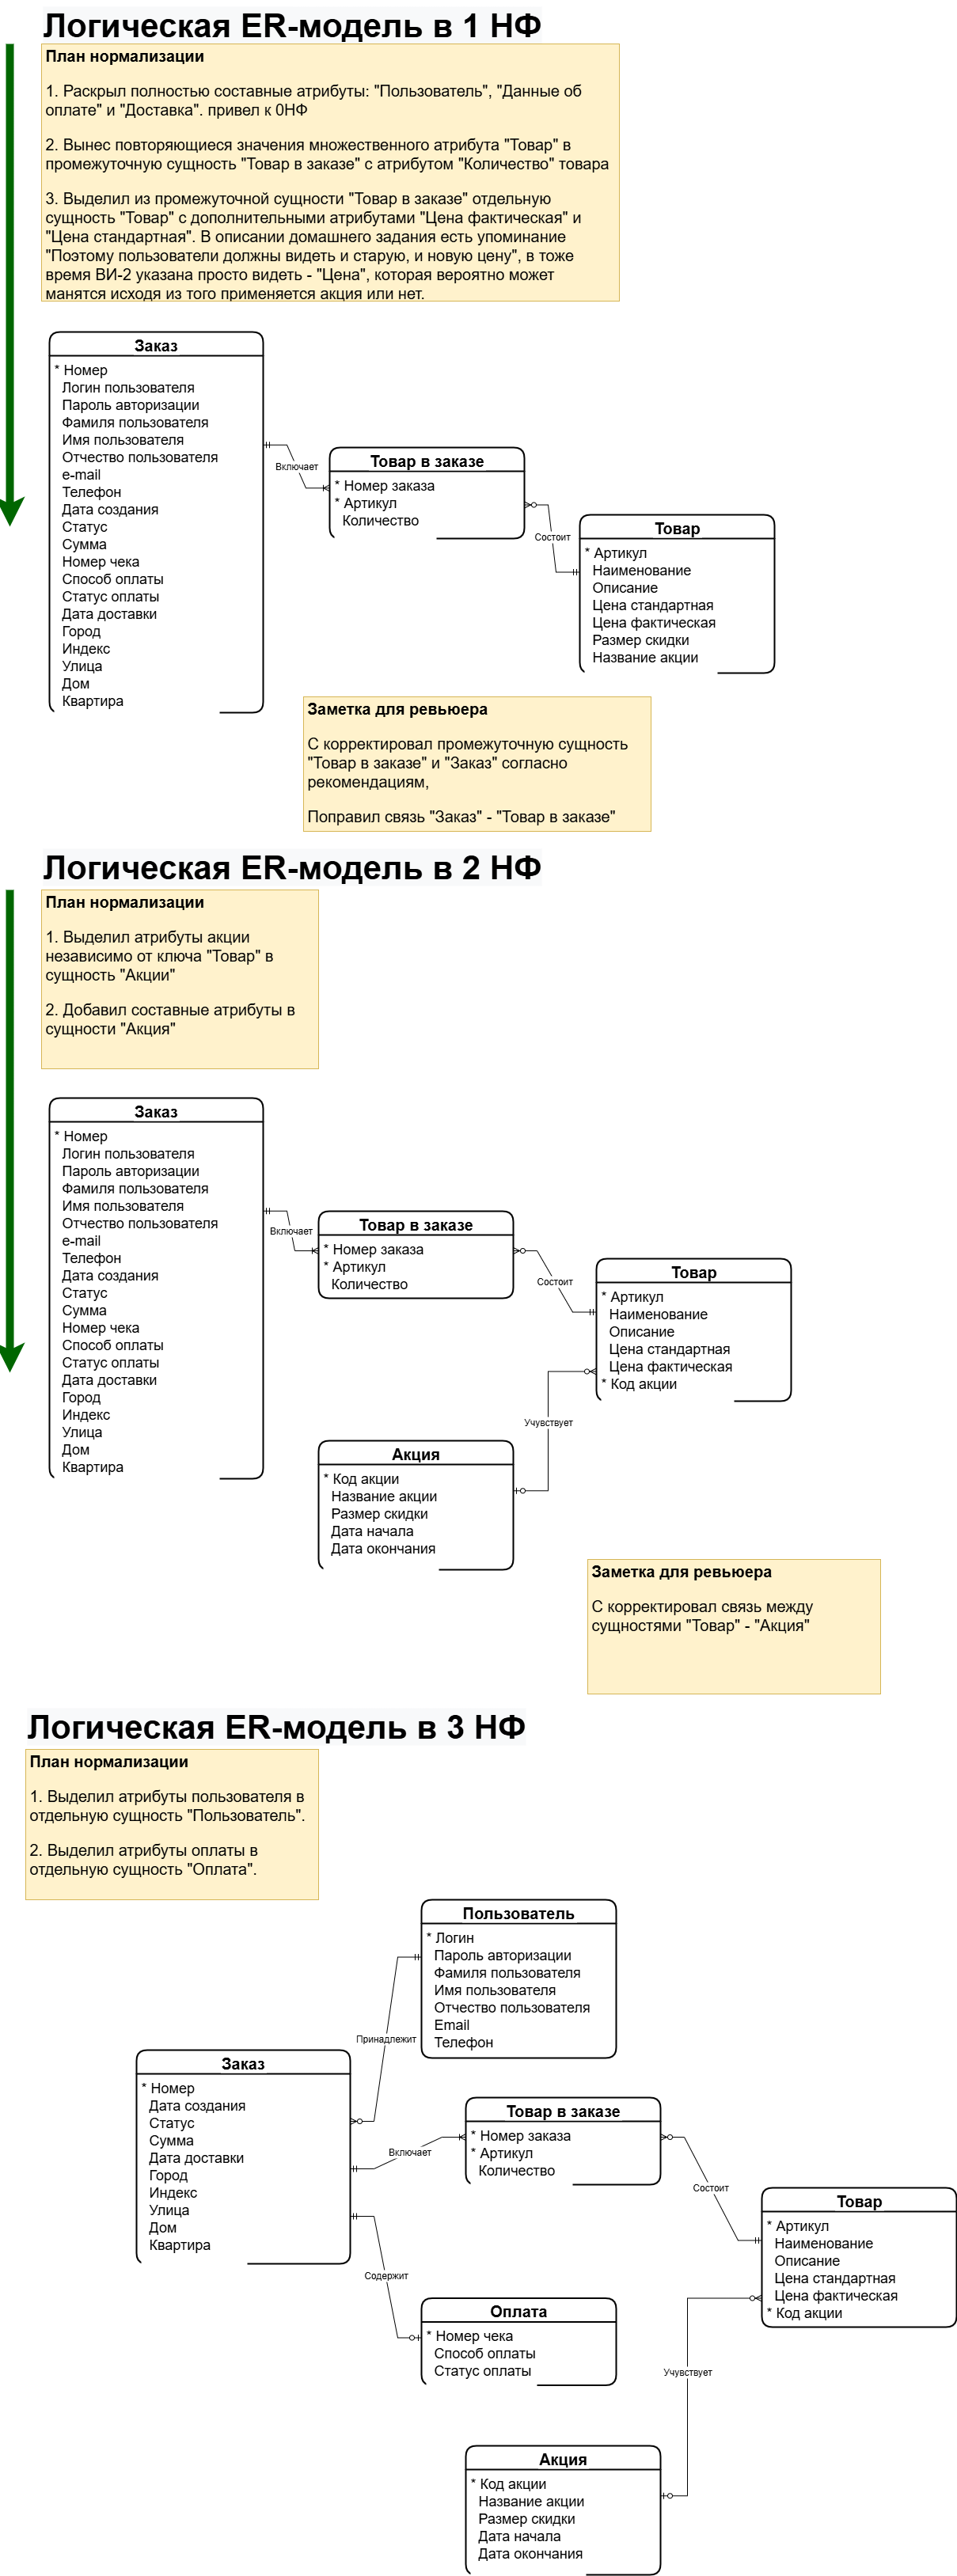 Логическая ER-модель в 1 НФ
План нормализации
1. Раскрыл полностью составные атрибуты: "Пользователь", "Данные об
оплате" и "Доставка". привел к 0НФ
2. Вынес повторяющиеся значения множественного атрибута "Товар" в
промежуточную сущность "Товар в заказе" с атрибутом "Количество" товара
3. Выделил из промежуточной сущности "Товар в заказе" отдельную
сущность "Товар" с дополнительными атрибутами "Цена фактическая" и
"Цена стандартная". В описании домашнего задания есть упоминание
"Поэтому пользователи должны видеть и старую, и новую цену", в тоже
время ВИ-2 указана просто видеть - "Цена", которая вероятно может
манятся исходя из того применяется акция или нет.
Заказ
* Номер
Логин пользователя
Пароль авторизации
Фамиля пользователя
Имя пользователя
Отчество пользователя
e-mail
Телефон
Дата создания
Статус
Сумма
Номер чека
Способ оплаты
Статус оплаты
Дата доставки
Город
Индекс
Улица
Дом
Квартира
Включает
Товар в заказе
* Номер заказа
* Артикул
Количество
Состоит
Товар
* Артикул
Наименование
Описание
Цена стандартная
Цена фактическая
Размер скидки
Название акции
Заметка для ревьюера
С корректировал промежуточную сущность
"Товар в заказе" и "Заказ" согласно
рекомендациям,
Поправил связь "Заказ" - "Товар в заказе"
Логическая ER-модель в 2 НФ
План нормализации
1. Выделил атрибуты акции
независимо от ключа "Товар" в
сущность "Акции"
2. Добавил составные атрибуты в
сущности "Акция"
Заказ
* Номер
Логин пользователя
Пароль авторизации
Фамиля пользователя
Имя пользователя
Отчество пользователя
e-mail
Телефон
Дата создания
Статус
Сумма
Номер чека
Способ оплаты
Статус оплаты
Дата доставки
Город
Индекс
Улица
Дом
Квартира
Включает
Товар в заказе
* Номер заказа
* Артикул
Количество
Состоит
Товар
* Артикул
Наименование
Описание
Цена стандартная
Цена фактическая
* Код акции
Учувствует
Акция
* Код акции
Название акции
Размер скидки
Дата начала
Дата окончания
Заметка для ревьюера
С корректировал связь между
сущностями "Товар" - "Акция"
Логическая ER-модель в 3 НФ
План нормализации
1. Выделил атрибуты пользователя в
отдельную сущность "Пользователь".
2. Выделил атрибуты оплаты в
отдельную сущность "Оплата".
Пользователь
* Логин
Пароль авторизации
Фамиля пользователя
Имя пользователя
Отчество пользователя
Email
Телефон
Принадлежит
Заказ
* Номер
Дата создания
Статус
Сумма
Дата доставки
Город
Индекс
Улица
Дом
Квартира
Включает
Товар в заказе
* Номер заказа
* Артикул
Количество
Состоит
Товар
* Артикул
Наименование
Описание
Цена стандартная
Цена фактическая
* Код акции
Содержит
Оплата
* Номер чека
Способ оплаты
Статус оплаты
Учувствует
Акция
* Код акции
Название акции
Размер скидки
Дата начала
Дата окончания